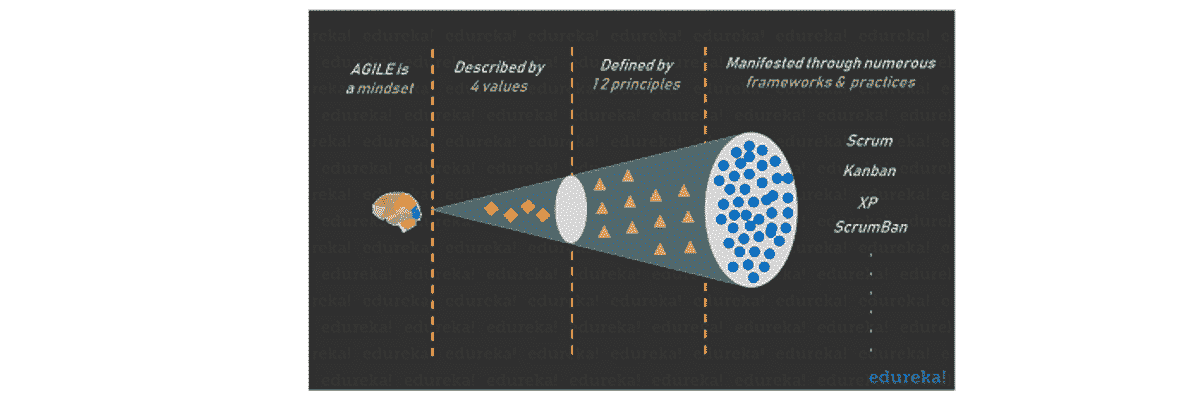 AGILE is
a mindset
Described by
4 values
Defined by
12 principles
Manifested through numerous
frameworks & practices
Scrum
Kanban
XP
ScrumBan
edureka!